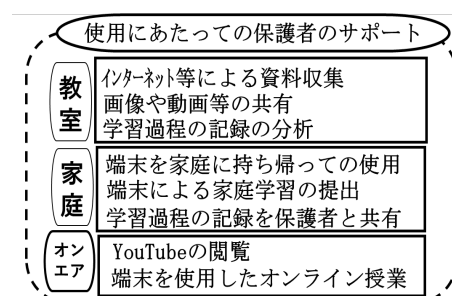 使用にあたっての保護者のサポート
教室
ｲﾝﾀｰﾈｯﾄ等による資料収集
画像や動画等の共有
学習過程の記録の分析
家庭
端末を家庭に持ち帰っての使用
端末による家庭学習の提出
学習過程の記録を保護者と共有
オン
エア
YouTubeの閲覧
端末を使用したオンライン授業